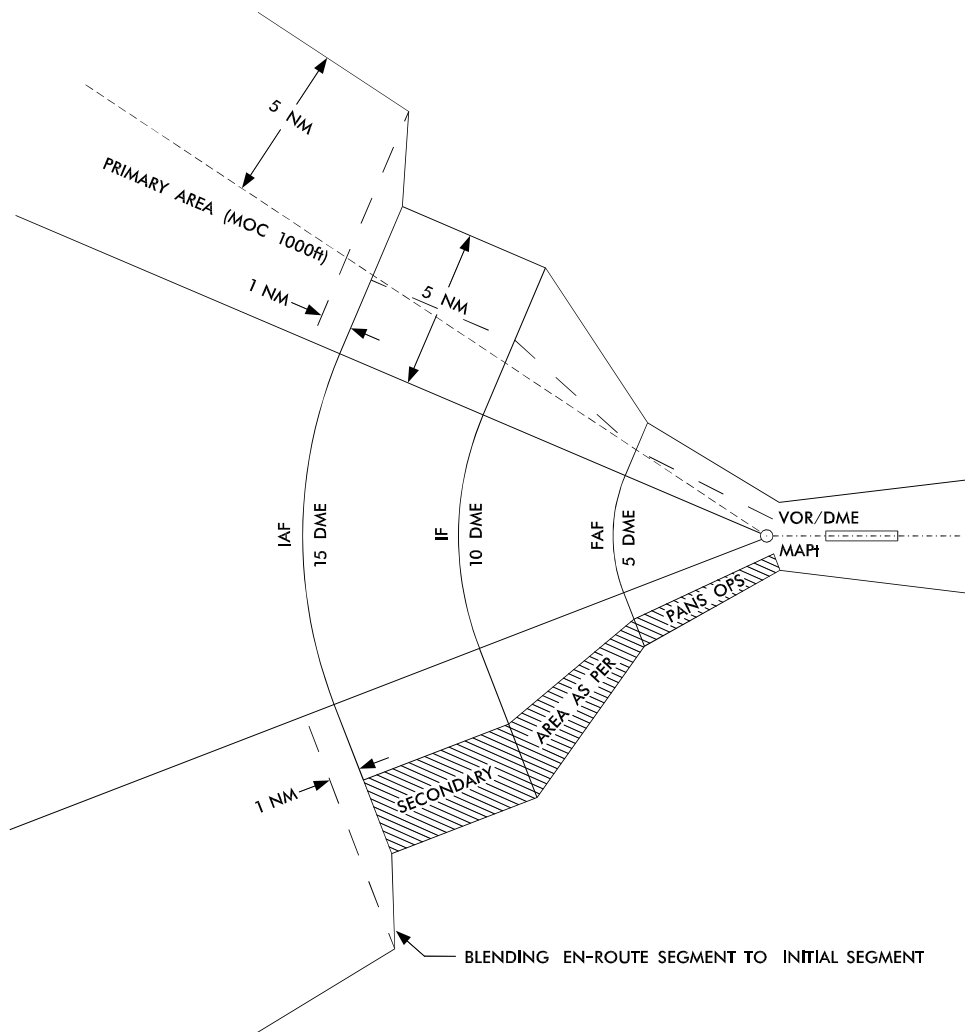 5 NM
PRIMARY AREA (MOC 1000ft)
1 NM
5 NM
IAF
15 DME
IF
10 DME
FAF
5 DME
VOR/DME
MAPt
PANS OPS
AREA AS PER
SECONDARY
1 NM
BLENDING EN-ROUTE SEGMENT TO INITIAL SEGMENT